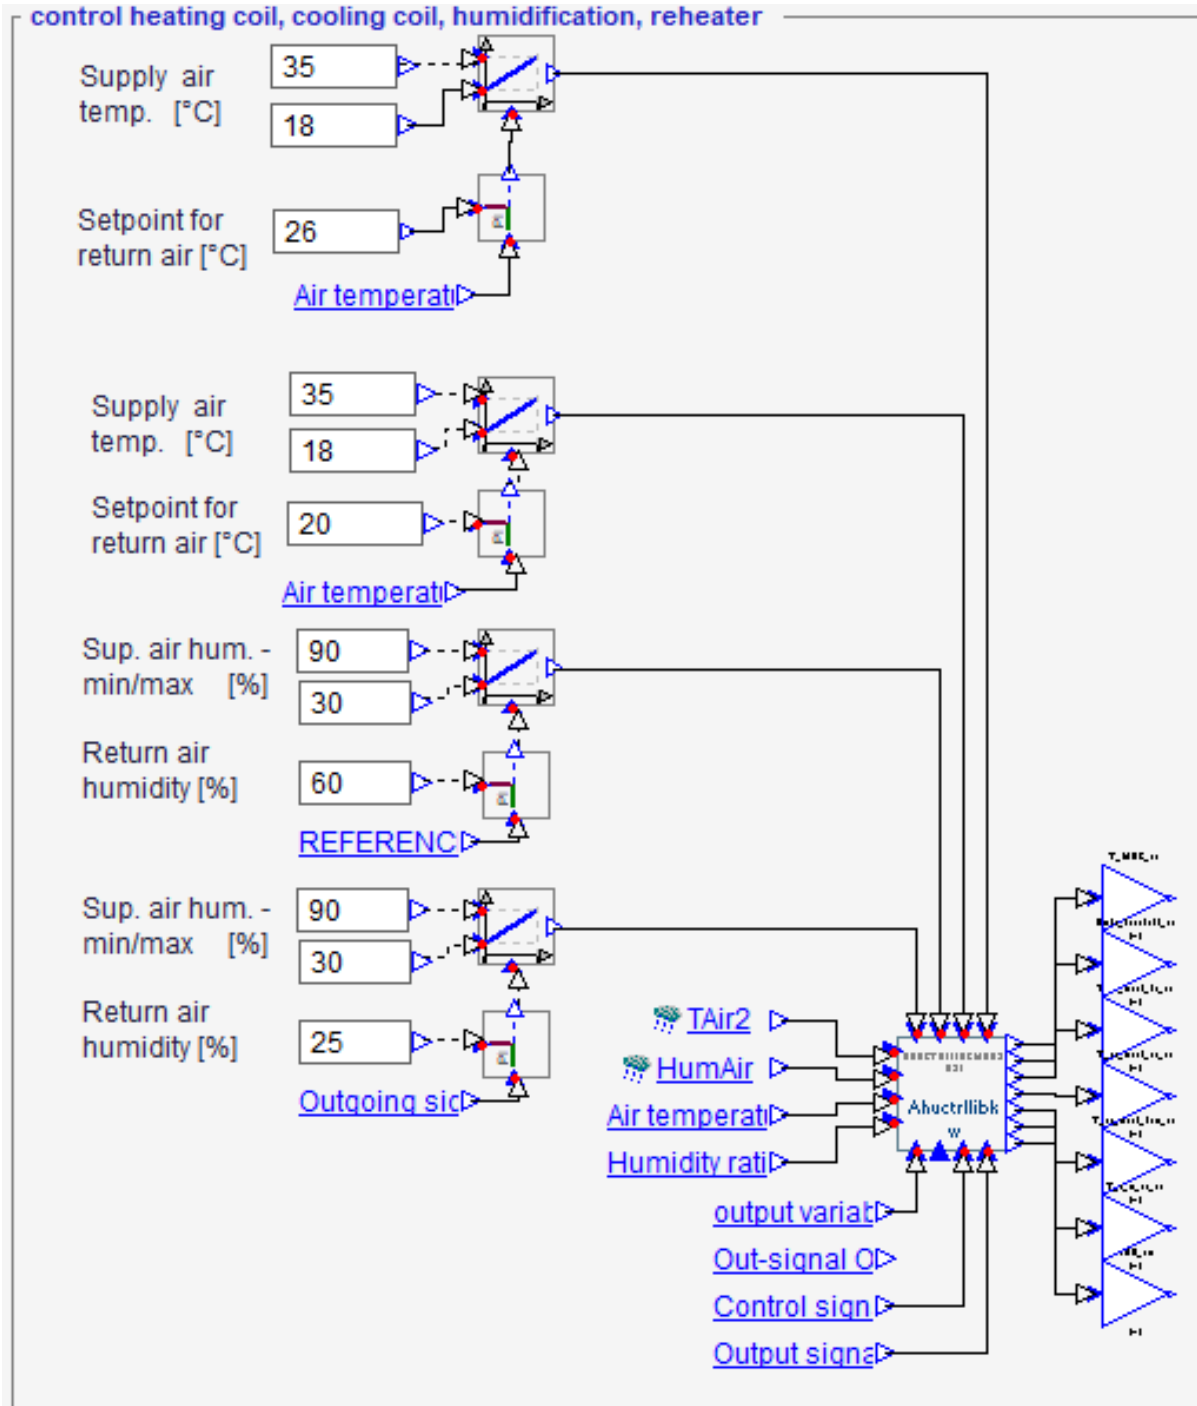 control heating coil, cooling coil, humidification, reheater
Supply air
temp. [°C]
35
18
Setpoint for
return air [°C]
26
Air temperat
Supply air
temp. [°C]
35
18
Setpoint for
return air [°C]
20
Air temperat
Sup. air hum. -
min/max [%]
90
30
Return air
humidity [%]
60
REFERENC
Sup. air hum. -
min/max [%]
90
30
Return air
humidity [%]
25
Outgoing sig
TAir2
HumAir
Air temperat
Humidity rati
Ahuctrllibk
w
output variab
Out-signal O
Control sign
Output signa